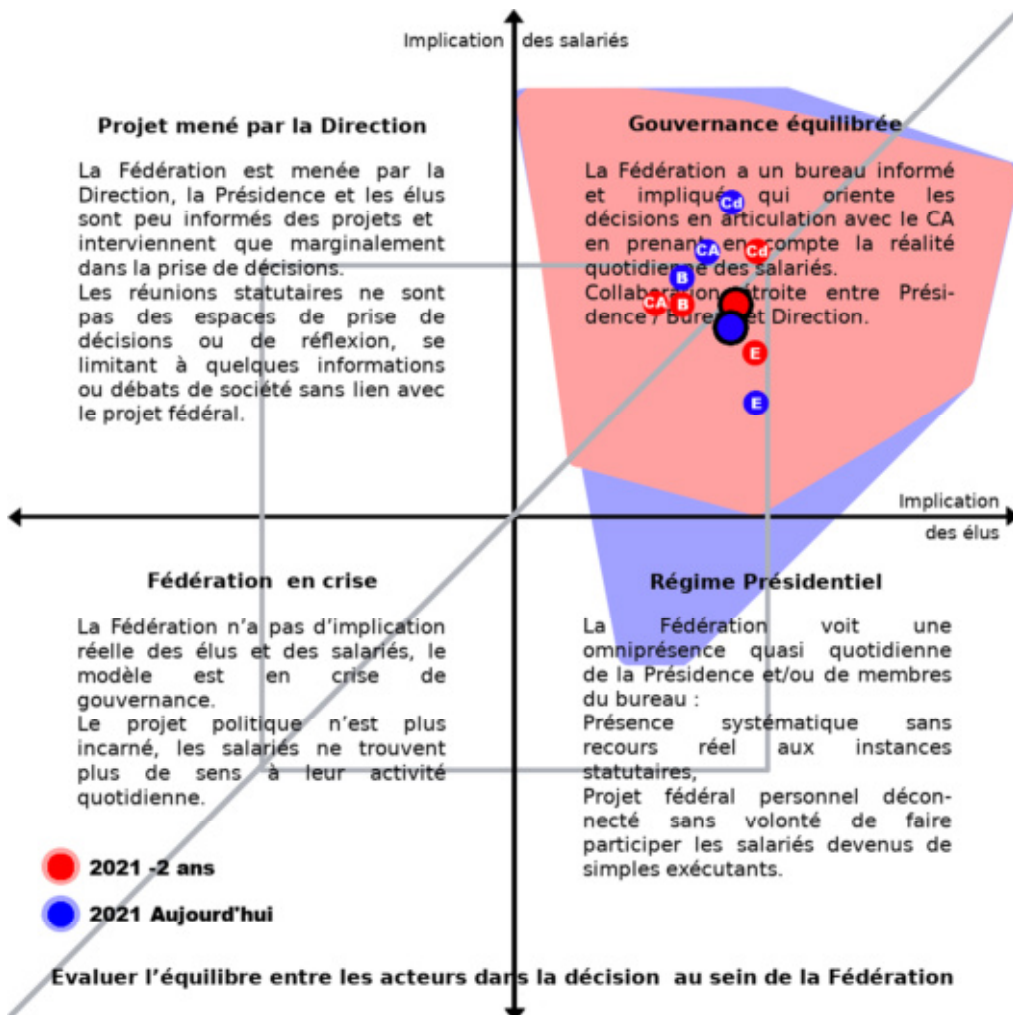 Implication des salariés
Projet mené par la Direction
La Fédération est menée par la
Direction, la Présidence et les élus
sont peu informés des projets et
interviennent que marginalement
dans la prise de décisions.
Les réunions statutaires ne sont
pas des espaces de prise de
décisions ou de réflexion, se
limitant à quelques informations
ou débats de société sans lien avec
le projet fédéral.
Gouvernance équilibrée
La Fédération a un bureau informé
et impliqué qui oriente les
décisions en articulation avec le CA
en prenant en compte la réalité
quotidienne des salariés.
Collaboration étroite entre Prési-
dence / Bureau et Direction.
Cd
CA
Cd
B
CA
B
E
E
Implication
des élus
Fédération en crise
La Fédération n’a pas d’implication
réelle des élus et des salariés, le
modèle est en crise de
gouvernance.
Le projet politique n’est plus
incarné, les salariés ne trouvent
plus de sens à leur activité
quotidienne.
Régime Présidentiel
La Fédération voit une
omniprésence quasi quotidienne
de la Présidence et/ou de membres
du bureau :
Présence systématique sans
recours réel aux instances
statutaires,
Projet fédéral personnel décon-
necté sans volonté de faire
participer les salariés devenus de
simples exécutants.
2021 -2 ans
2021 Aujourd'hui
Evaluer l’équilibre entre les acteurs dans la décision au sein de la Fédération